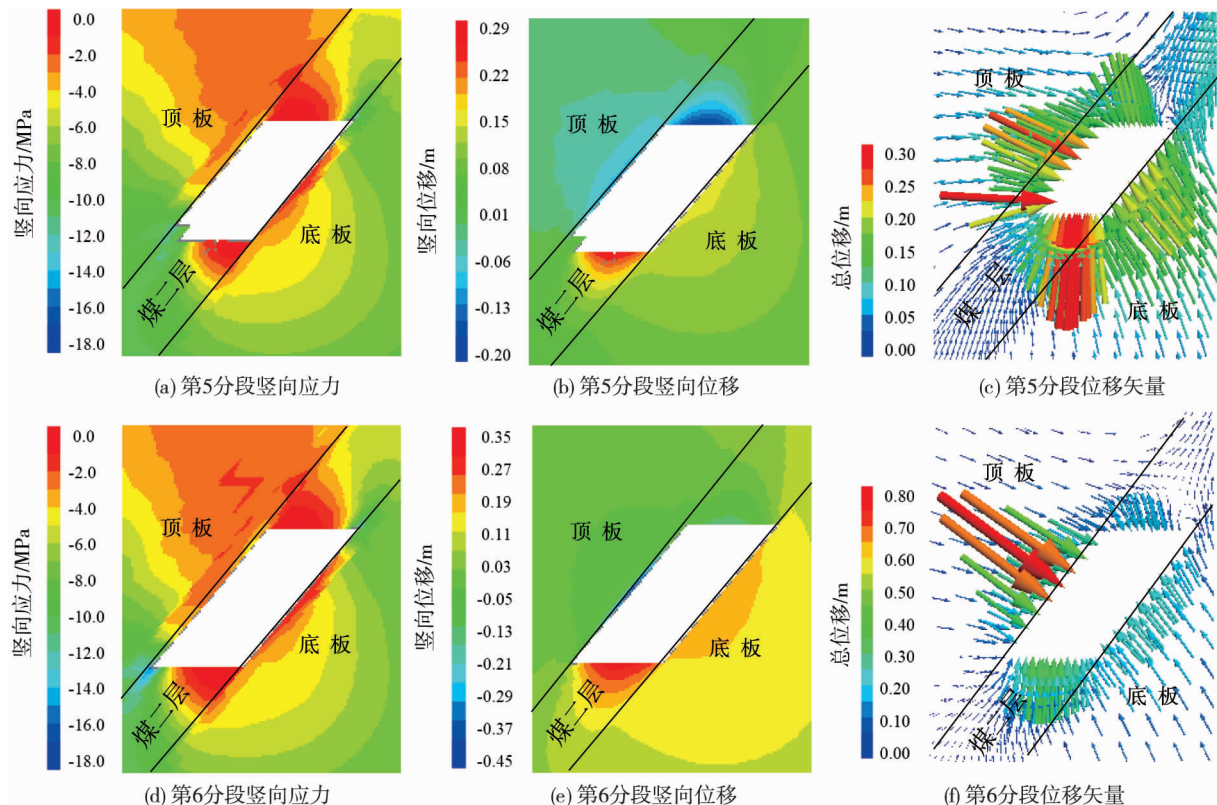 竖向应力/MPa
0.0
-2.0
-4.0
-6.0
-8.0
-10.0
-12.0
-14.0
-16.0
-18.0
顶 板
底 板
煤二层
(a) 第5分段竖向应力
竖向位移/m
0.29
0.22
0.15
0.08
0.01
-0.06
-0.13
-0.20
顶 板
底 板
煤二层
(b) 第5分段竖向位移
总位移/m
0.30
0.25
0.20
0.15
0.10
0.05
0.00
顶 板
底 板
煤二层
(c) 第5分段位移矢量
竖向应力/MPa
0.0
-2.0
-4.0
-6.0
-8.0
-10.0
-12.0
-14.0
-16.0
-18.0
顶 板
底 板
煤二层
(d) 第6分段竖向应力
竖向位移/m
0.35
0.27
0.19
0.11
0.03
-0.05
-0.13
-0.21
-0.29
-0.37
-0.45
顶 板
底 板
煤二层
(e) 第6分段竖向位移
总位移/m
0.80
0.70
0.60
0.50
0.40
0.30
0.20
0.10
0.00
顶 板
底 板
煤二层
(f) 第6分段位移矢量